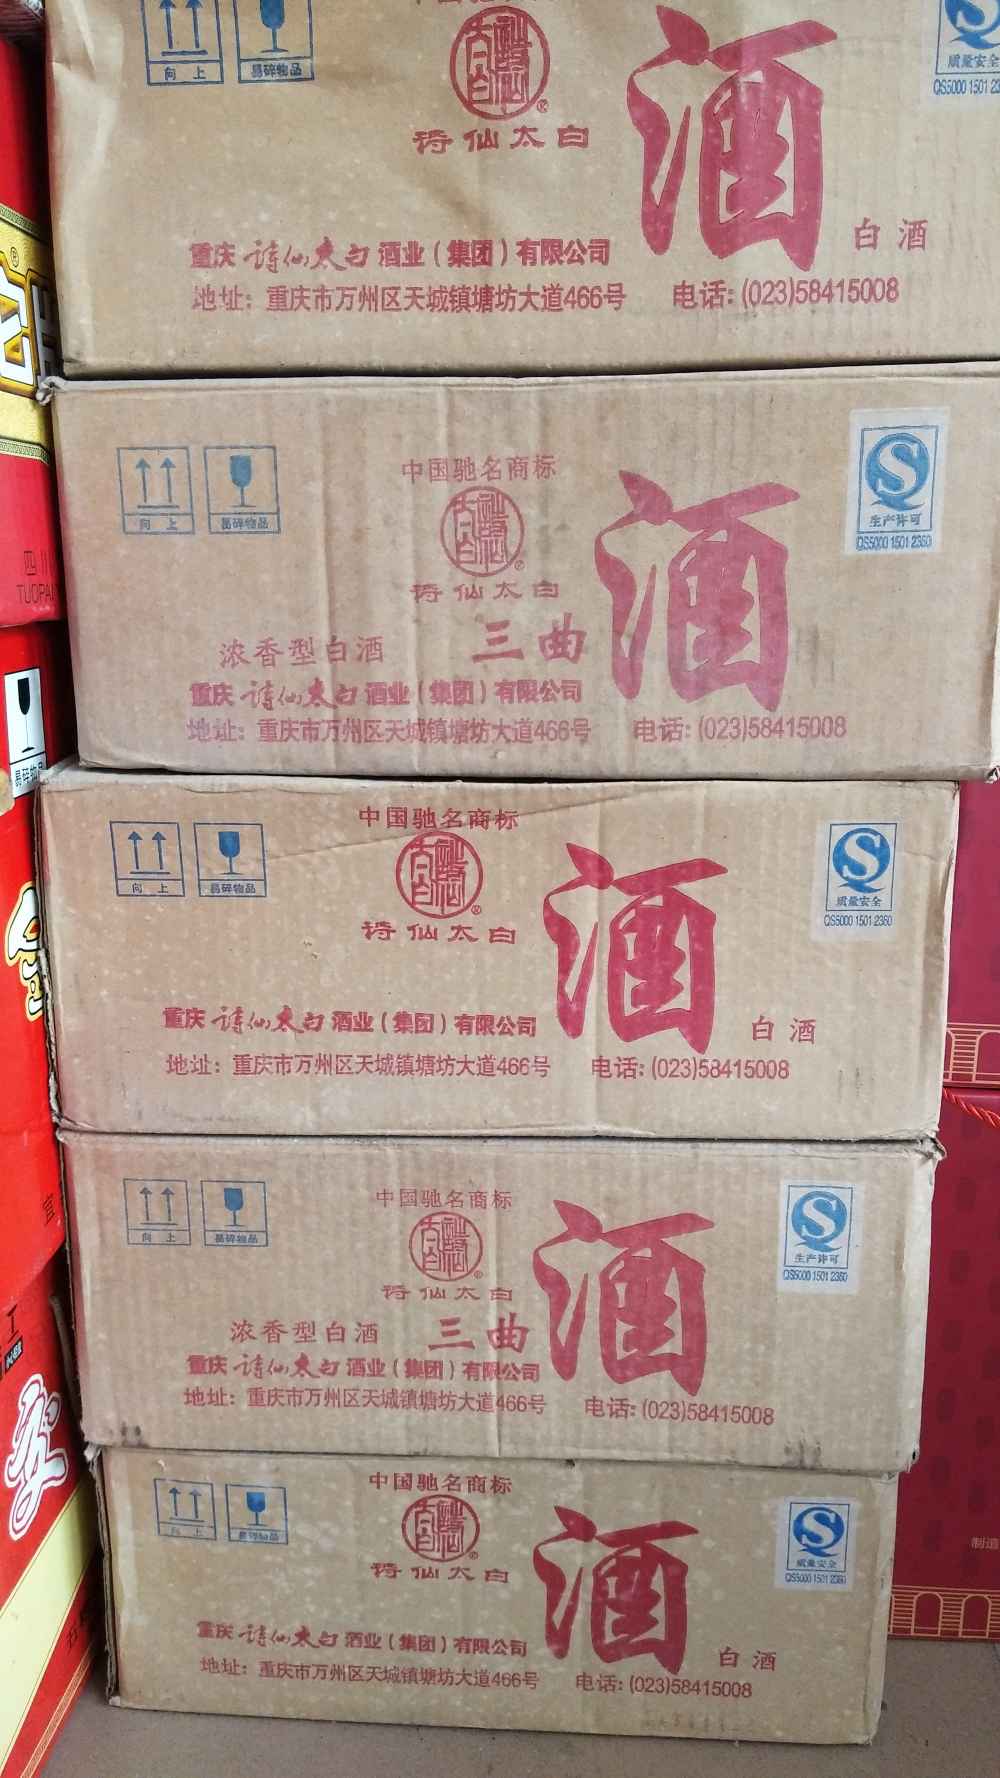 向 上
易碎物品
诗仙太白
酒
质量安全
白酒
重庆诗仙太白酒业(集团)有限公司
地址:重庆市万州区天城镇塘坊大道466号 电话:(023)58415008
向 上
易碎物品
中国驰名商标
诗仙太白
酒
生产许可
QS5000 1501 2360
浓香型白酒 三曲
重庆诗仙太白酒业(集团)有限公司
地址:重庆市万州区天城镇塘坊大道466号 电话:(023)58415008
向 上
易碎物品
中国驰名商标
诗仙太白
酒
质量安全
QS5000 1501 2360
白酒
重庆诗仙太白酒业(集团)有限公司
地址:重庆市万州区天城镇塘坊大道466号 电话:(023)58415008
向 上
易碎物品
中国驰名商标
诗仙太白
酒
生产许可
QS5000 1501 2360
浓香型白酒 三曲
重庆诗仙太白酒业(集团)有限公司
地址:重庆市万州区天城镇塘坊大道466号 电话:(023)58415008
向 上
易碎物品
中国驰名商标
诗仙太白
酒
质量安全
QS5000 1501 2360
白酒
重庆诗仙太白酒业(集团)有限公司
地址:重庆市万州区天城镇塘坊大道466号 电话:(023)58415008
制造